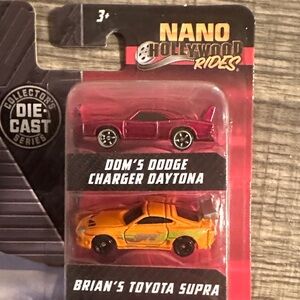 3+
NANO
HOLLYWOOD
RIDES
COLLECTOR'S
DIE-
CAST
SERIES
DOM'S DODGE
CHARGER DAYTONA
BRIAN'S TOYOTA SUPRA